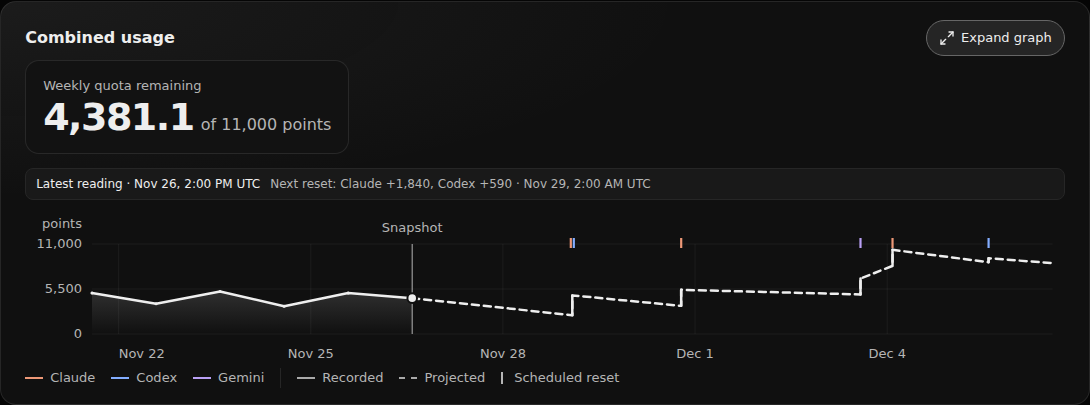 Combined usage
Expand graph
Weekly quota remaining
4,381.1 of 11,000 points
Latest reading · Nov 26, 2:00 PM UTC Next reset: Claude +1,840, Codex +590 · Nov 29, 2:00 AM UTC
points
Snapshot
11,000
5,500
0
Nov 22 Nov 25 Nov 28 Dec 1 Dec 4
Claude Codex Gemini Recorded Projected Scheduled reset